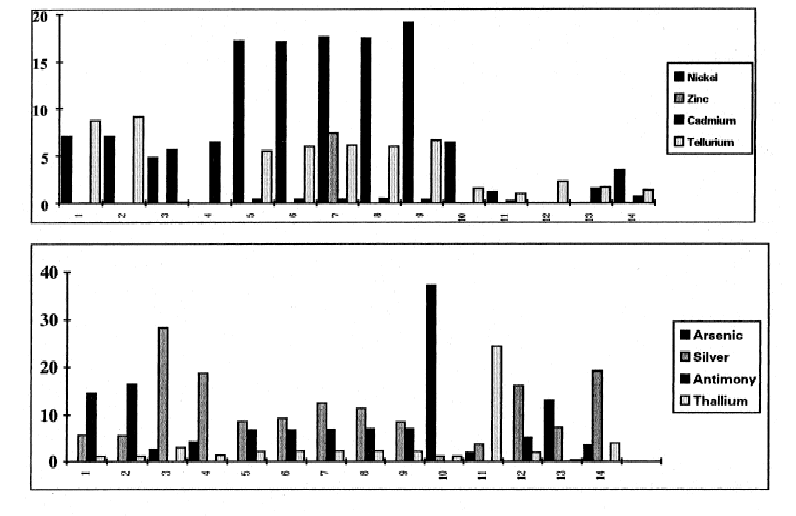 20
15
10
5
0
1 2 3 4 5 6 7 8 9 10 11 12 13 14
Nickel
Zinc
Cadmium
Tellurium
40
30
20
10
0
1 2 3 4 5 6 7 8 9 10 11 12 13 14
Arsenic
Silver
Antimony
Thallium